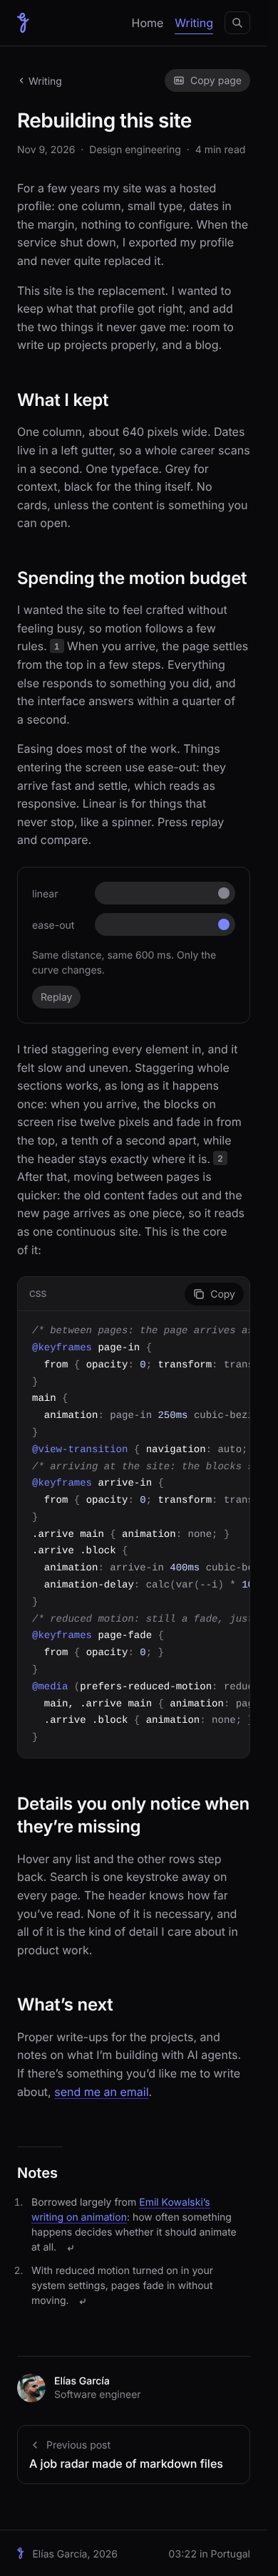 Home Writing
Writing Copy page
Rebuilding this site
Nov 9, 2026 · Design engineering · 4 min read
For a few years my site was a hosted
profile: one column, small type, dates in
the margin, nothing to configure. When the
service shut down, I exported my profile
and never quite replaced it.
This site is the replacement. I wanted to
keep what that profile got right, and add
the two things it never gave me: room to
write up projects properly, and a blog.
What I kept
One column, about 640 pixels wide. Dates
live in a left gutter, so a whole career scans
in a second. One typeface. Grey for
context, black for the thing itself. No
cards, unless the content is something you
can open.
Spending the motion budget
I wanted the site to feel crafted without
feeling busy, so motion follows a few
rules. 1 When you arrive, the page settles
from the top in a few steps. Everything
else responds to something you did, and
the interface answers within a quarter of
a second.
Easing does most of the work. Things
entering the screen use ease-out: they
arrive fast and settle, which reads as
responsive. Linear is for things that
never stop, like a spinner. Press replay
and compare.
linear
ease-out
Same distance, same 600 ms. Only the
curve changes.
Replay
I tried staggering every element in, and it
felt slow and uneven. Staggering whole
sections works, as long as it happens
once: when you arrive, the blocks on
screen rise twelve pixels and fade in from
the top, a tenth of a second apart, while
the header stays exactly where it is. 2
After that, moving between pages is
quicker: the old content fades out and the
new page arrives as one piece, so it reads
as one continuous site. This is the core
of it:
CSS Copy
/* between pages: the page arrives a
@keyframes page-in {
from { opacity: 0; transform: tran
}
main {
animation: page-in 250ms cubic-bez
}
@view-transition { navigation: auto;
/* arriving at the site: the blocks
@keyframes arrive-in {
from { opacity: 0; transform: tran
}
.arrive main { animation: none; }
.arrive .block {
animation: arrive-in 400ms cubic-b
animation-delay: calc(var(--i) * 1
}
/* reduced motion: still a fade, jus
@keyframes page-fade {
from { opacity: 0; }
}
@media (prefers-reduced-motion: redu
main, .arrive main { animation: pa
.arrive .block { animation: none;
}
Details you only notice when
they’re missing
Hover any list and the other rows step
back. Search is one keystroke away on
every page. The header knows how far
you’ve read. None of it is necessary, and
all of it is the kind of detail I care about in
product work.
What’s next
Proper write-ups for the projects, and
notes on what I’m building with AI agents.
If there’s something you’d like me to write
about, send me an email.
Notes
1. Borrowed largely from Emil Kowalski’s
writing on animation: how often something
happens decides whether it should animate
at all. ↵
2. With reduced motion turned on in your
system settings, pages fade in without
moving. ↵
Elías García
Software engineer
Previous post
A job radar made of markdown files
Elías García, 2026 03:22 in Portugal